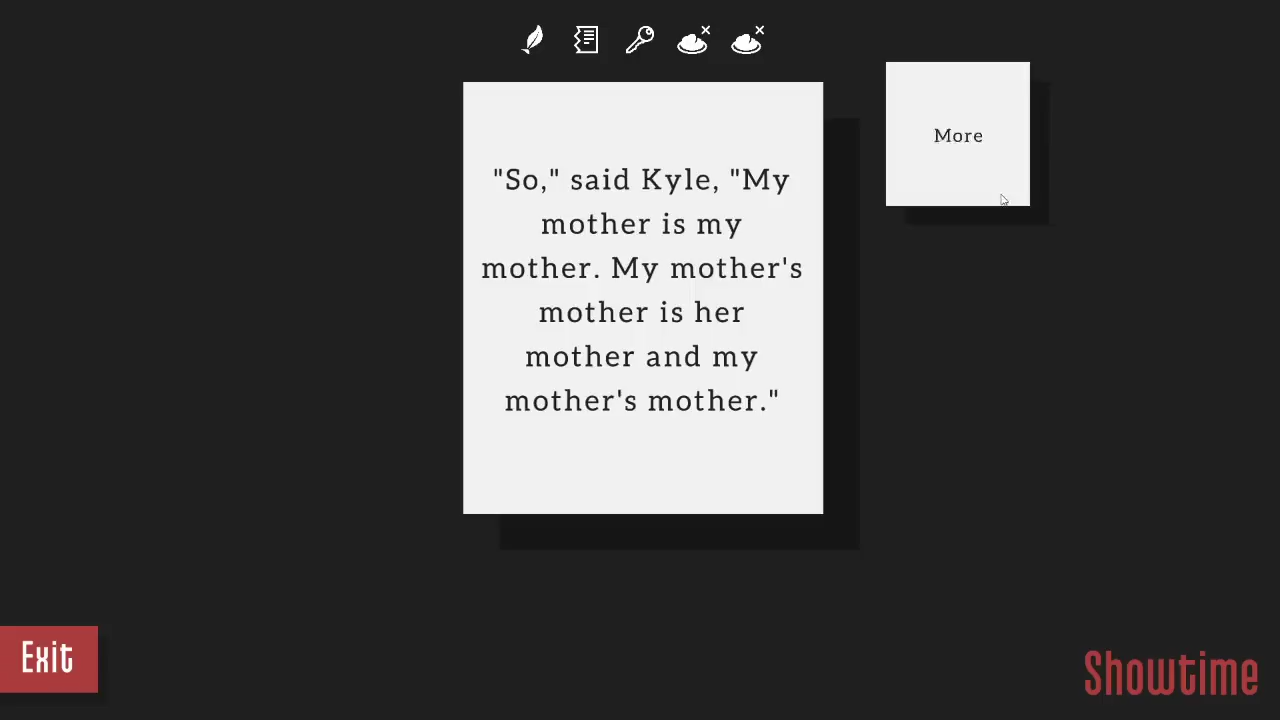 "So," said Kyle, "My
mother is my
mother. My mother's
mother is her
mother and my
mother's mother."
More
Exit
Showtime